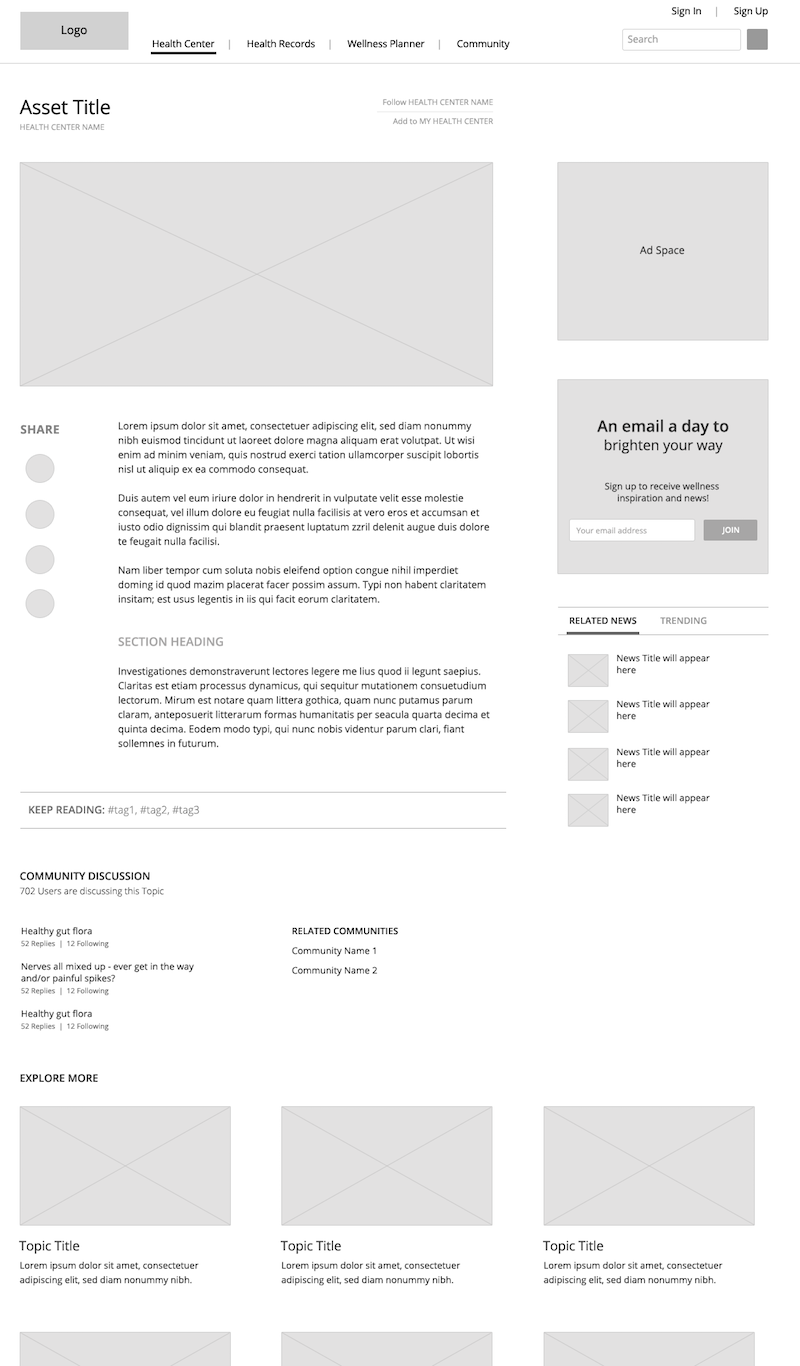 Sign In | Sign Up
Logo
Health Center | Health Records | Wellness Planner | Community
Search
Asset Title
HEALTH CENTER NAME
Follow HEALTH CENTER NAME
Add to MY HEALTH CENTER
Ad Space
SHARE
Lorem ipsum dolor sit amet, consectetuer adipiscing elit, sed diam nonummy
nibh euismod tincidunt ut laoreet dolore magna aliquam erat volutpat. Ut wisi
enim ad minim veniam, quis nostrud exerci tation ullamcorper suscipit lobortis
nisl ut aliquip ex ea commodo consequat.
Duis autem vel eum iriure dolor in hendrerit in vulputate velit esse molestie
consequat, vel illum dolore eu feugiat nulla facilisis at vero eros et accumsan et
iusto odio dignissim qui blandit praesent luptatum zzril delenit augue duis dolore
te feugait nulla facilisi.
Nam liber tempor cum soluta nobis eleifend option congue nihil imperdiet
doming id quod mazim placerat facer possim assum. Typi non habent claritatem
insitam; est usus legentis in iis qui facit eorum claritatem.
SECTION HEADING
Investigationes demonstraverunt lectores legere me lius quod ii legunt saepius.
Claritas est etiam processus dynamicus, qui sequitur mutationem consuetudium
lectorum. Mirum est notare quam littera gothica, quam nunc putamus parum
claram, anteposuerit litterarum formas humanitatis per seacula quarta decima et
quinta decima. Eodem modo typi, qui nunc nobis videntur parum clari, fiant
sollemnes in futurum.
KEEP READING: #tag1, #tag2, #tag3
An email a day to
brighten your way
Sign up to receive wellness
inspiration and news!
Your email address
JOIN
RELATED NEWS
TRENDING
News Title will appear
here
News Title will appear
here
News Title will appear
here
News Title will appear
here
COMMUNITY DISCUSSION
702 Users are discussing this Topic
Healthy gut flora
52 Replies | 12 Following
Nerves all mixed up - ever get in the way
and/or painful spikes?
52 Replies | 12 Following
Healthy gut flora
52 Replies | 12 Following
RELATED COMMUNITIES
Community Name 1
Community Name 2
EXPLORE MORE
Topic Title
Lorem ipsum dolor sit amet, consectetuer
adipiscing elit, sed diam nonummy nibh.
Topic Title
Lorem ipsum dolor sit amet, consectetuer
adipiscing elit, sed diam nonummy nibh.
Topic Title
Lorem ipsum dolor sit amet, consectetuer
adipiscing elit, sed diam nonummy nibh.